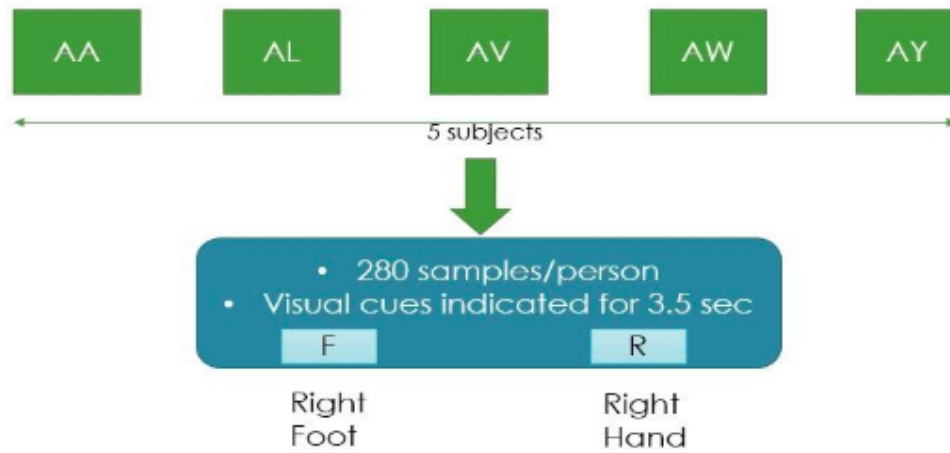 AA AL AV AW AY
5 subjects
• 280 samples/person
• Visual cues indicated for 3.5 sec
F R
Right Right
Foot Hand